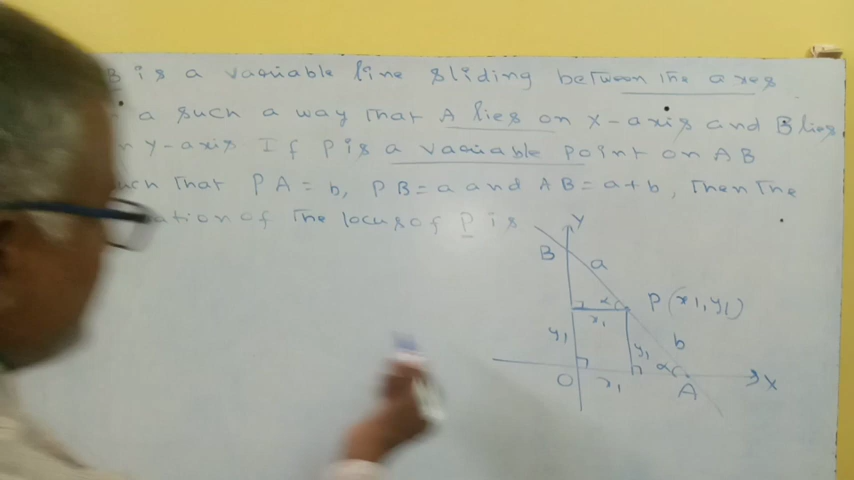 B is a variable line sliding between the axes
a such a way that A lies on X-axis and B lies
Y-axis If P is a variable point on AB
that PA = b, PB = a and AB = a+b, Then the
of the locus of P is
Y
B
a
α
P(x1, y1)
x1
y1
y1
b
α
O
x1
A
X